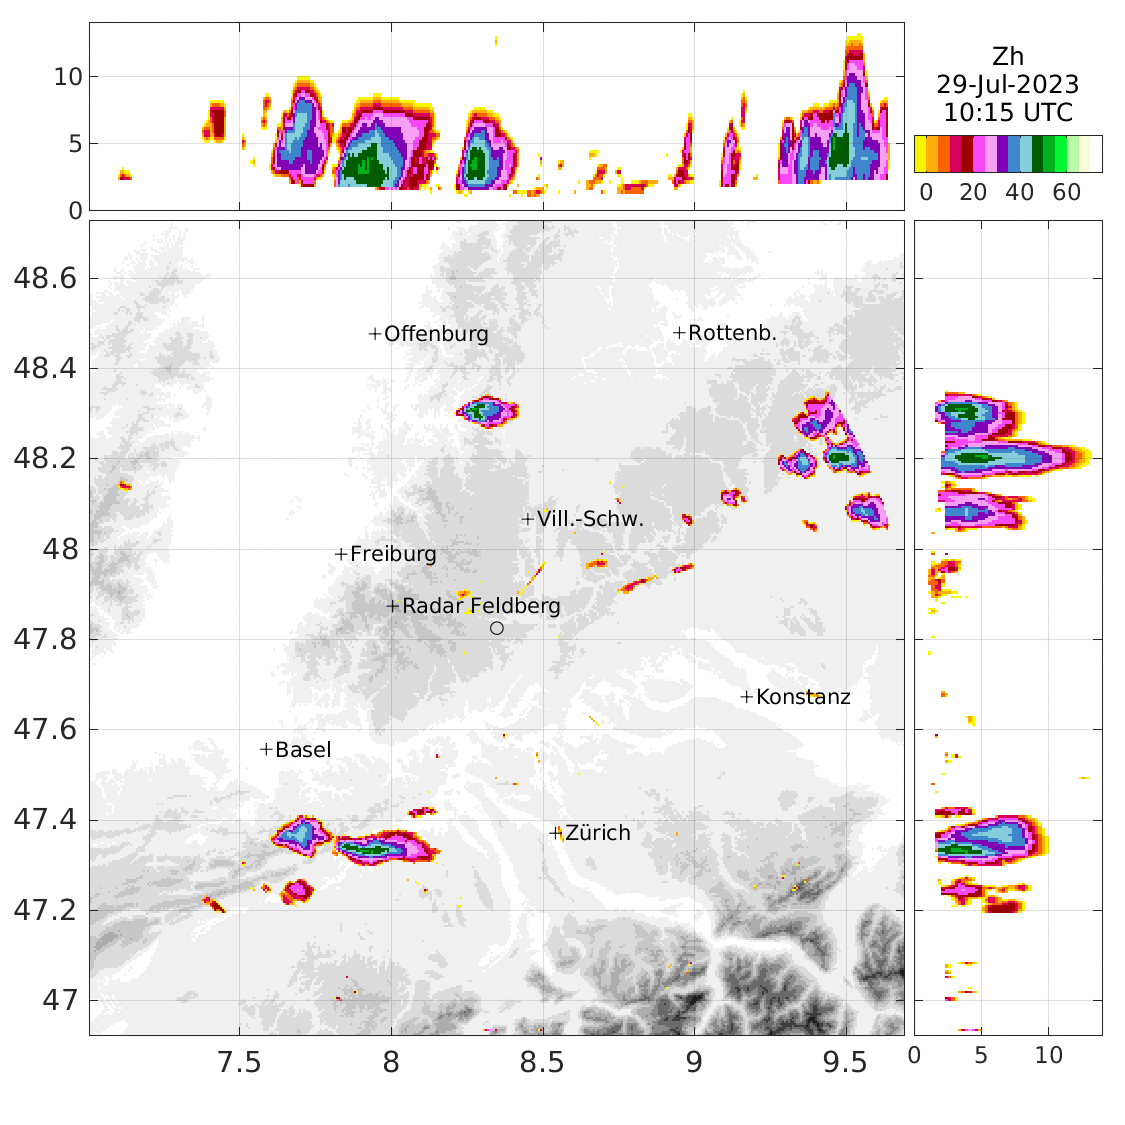 10
5
0
Zh
29-Jul-2023
10:15 UTC
0 20 40 60
48.6
48.4
48.2
48
47.8
47.6
47.4
47.2
47
+Offenburg
+Rottenb.
+Vill.-Schw.
+Freiburg
+Radar Feldberg
+Konstanz
+Basel
+Zürich
7.5 8 8.5 9 9.5
0 5 10